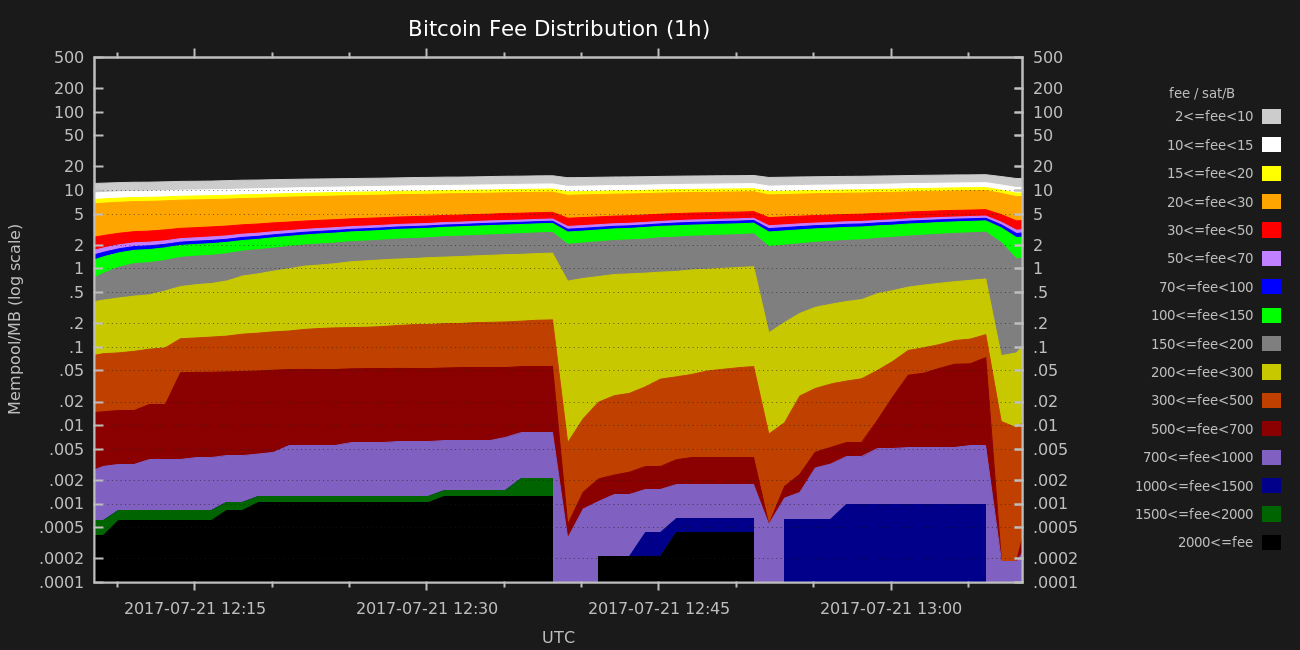 Bitcoin Fee Distribution (1h)
500
200
100
50
20
10
5
2
1
.5
.2
.1
.05
.02
.01
.005
.002
.001
.0005
.0002
.0001
Mempool/MB (log scale)
500
200
100
50
20
10
5
2
1
.5
.2
.1
.05
.02
.01
.005
.002
.001
.0005
.0002
.0001
2017-07-21 12:15
2017-07-21 12:30
2017-07-21 12:45
2017-07-21 13:00
UTC
fee / sat/B
2<=fee<10
10<=fee<15
15<=fee<20
20<=fee<30
30<=fee<50
50<=fee<70
70<=fee<100
100<=fee<150
150<=fee<200
200<=fee<300
300<=fee<500
500<=fee<700
700<=fee<1000
1000<=fee<1500
1500<=fee<2000
2000<=fee